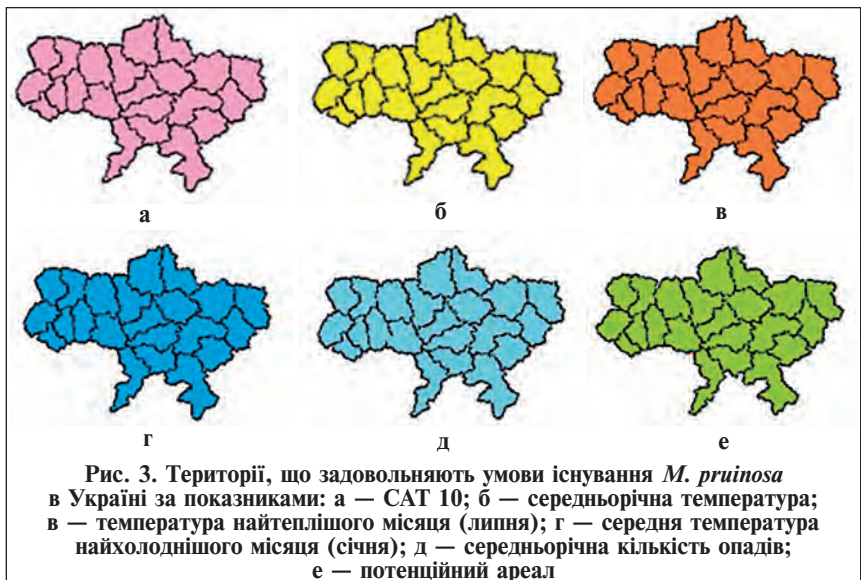 а б в
г д е
Рис. 3. Території, що задовольняють умови існування M. pruinosa
в Україні за показниками: а — САТ 10; б — середньорічна температура;
в — температура найтеплішого місяця (липня); г — середня температура
найхолоднішого місяця (січня); д — середньорічна кількість опадів;
е — потенційний ареал